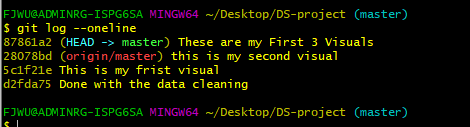 FJWU@ADMINRG-ISPG6SA MINGW64 ~/Desktop/DS-project (master)
$ git log --oneline
87861a2 (HEAD -> master) These are my First 3 Visuals
28078bd (origin/master) this is my second visual
5c1f21e This is my frist visual
d2fda75 Done with the data cleaning
FJWU@ADMINRG-ISPG6SA MINGW64 ~/Desktop/DS-project (master)
$